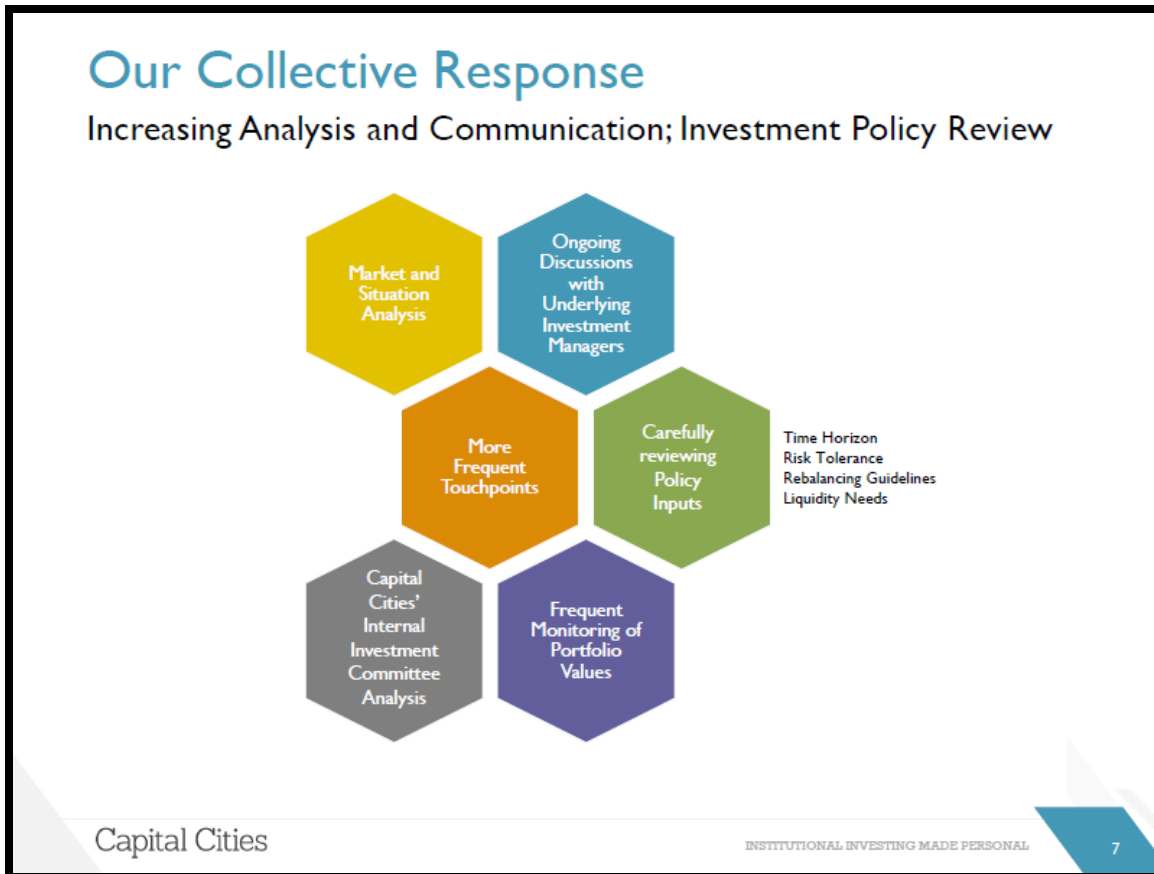 Our Collective Response
Increasing Analysis and Communication; Investment Policy Review
Market and
Situation
Analysis
Ongoing
Discussions
with
Underlying
Investment
Managers
More
Frequent
Touchpoints
Carefully
reviewing
Policy
Inputs
Time Horizon
Risk Tolerance
Rebalancing Guidelines
Liquidity Needs
Capital
Cities'
Internal
Investment
Committee
Analysis
Frequent
Monitoring of
Portfolio
Values
Capital Cities
INSTITUTIONAL INVESTING MADE PERSONAL
7